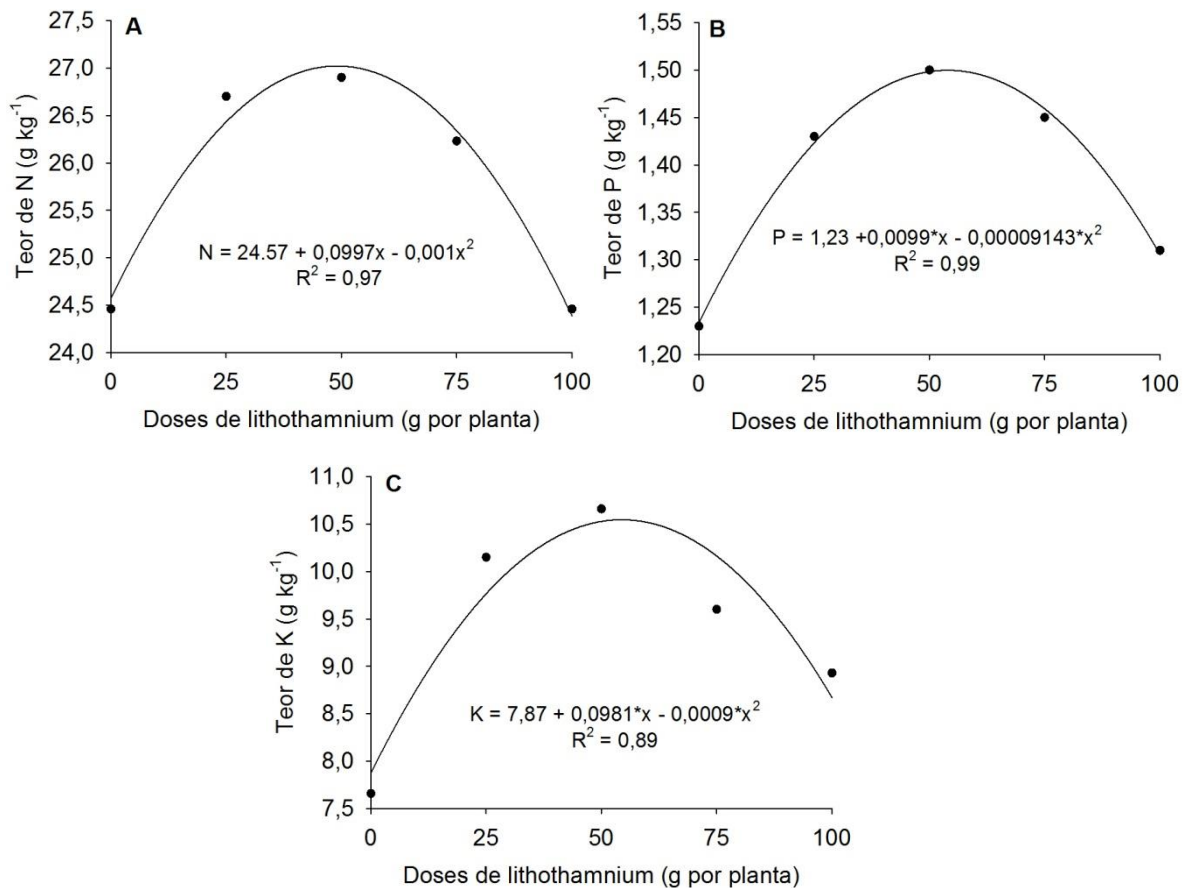 A
Teor de N (g kg⁻¹)
27,5
27,0
26,5
26,0
25,5
25,0
24,5
24,0
N = 24.57 + 0,0997x - 0,001x²
R² = 0,97
0 25 50 75 100
Doses de lithothamnium (g por planta)
B
Teor de P (g kg⁻¹)
1,55
1,50
1,45
1,40
1,35
1,30
1,25
1,20
P = 1,23 +0,0099*x - 0,00009143*x²
R² = 0,99
0 25 50 75 100
Doses de lithothamnium (g por planta)
C
Teor de K (g kg⁻¹)
11,0
10,5
10,0
9,5
9,0
8,5
8,0
7,5
K = 7,87 + 0,0981*x - 0,0009*x²
R² = 0,89
0 25 50 75 100
Doses de lithothamnium (g por planta)